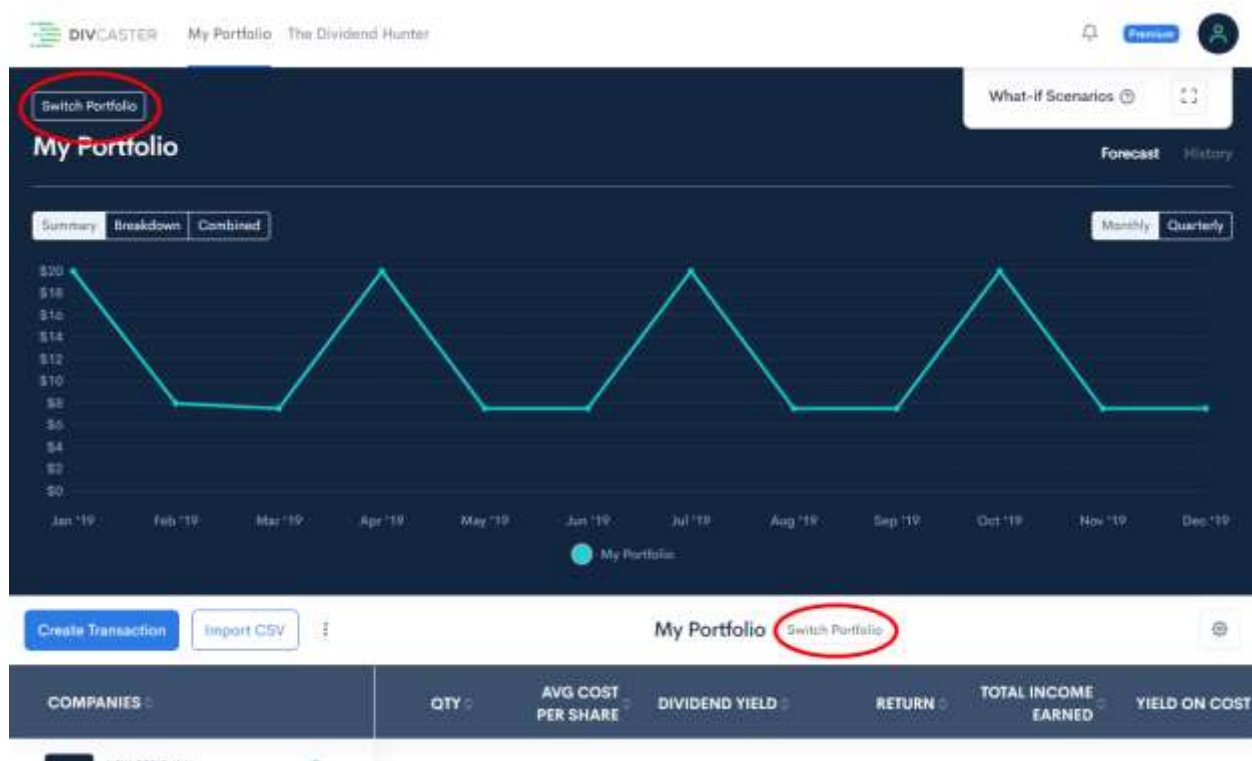 DIVCASTER My Portfolio The Dividend Hunter Premium
Switch Portfolio
What-if Scenarios
My Portfolio
Forecast History
Summary Breakdown Combined
Monthly Quarterly
$20
$18
$16
$14
$12
$10
$8
$6
$4
$2
$0
Jan '19 Feb '19 Mar '19 Apr '19 May '19 Jun '19 Jul '19 Aug '19 Sep '19 Oct '19 Nov '19 Dec '19
My Portfolio
Create Transaction Import CSV My Portfolio Switch Portfolio
COMPANIES QTY AVG COST PER SHARE DIVIDEND YIELD RETURN TOTAL INCOME EARNED YIELD ON COST